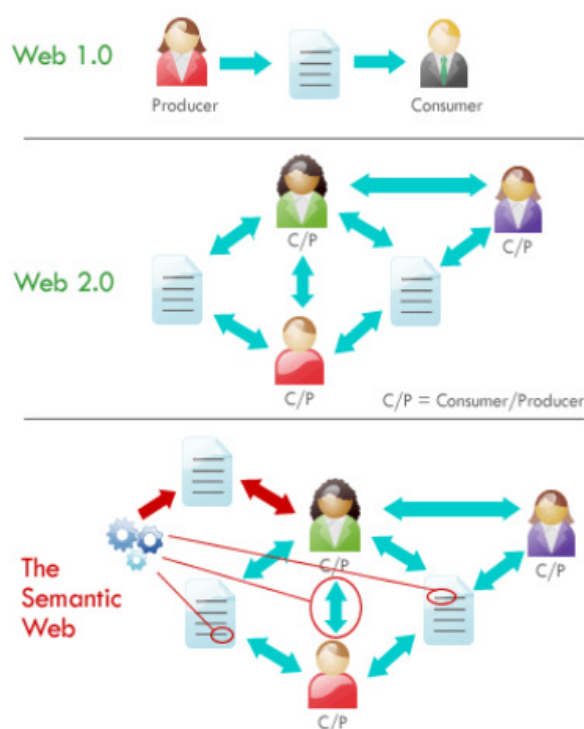 Web 1.0
Producer
Consumer
C/P
C/P
Web 2.0
C/P
C/P = Consumer/Producer
C/P
C/P
The
Semantic
Web
C/P